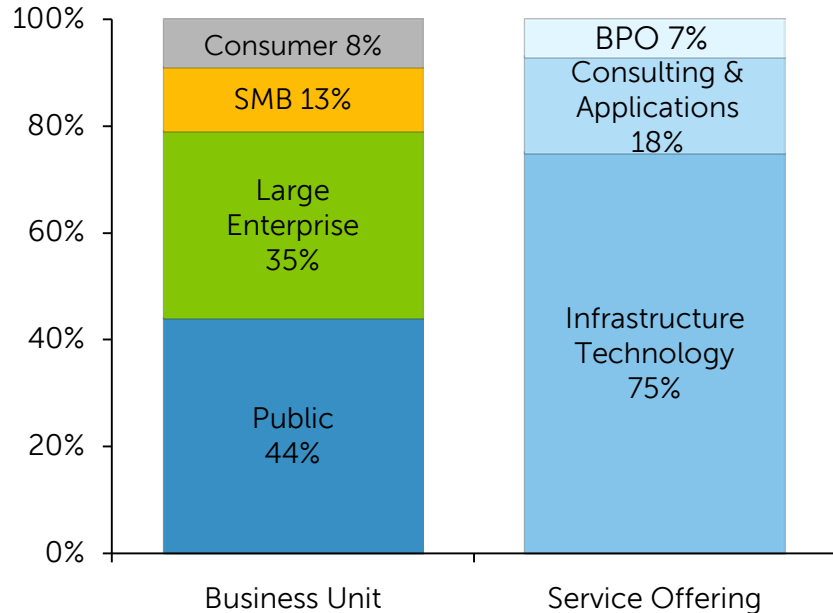 100%
80%
60%
40%
20%
0%
Consumer 8%
SMB 13%
Large
Enterprise
35%
Public
44%
BPO 7%
Consulting &
Applications
18%
Infrastructure
Technology
75%
Business Unit
Service Offering